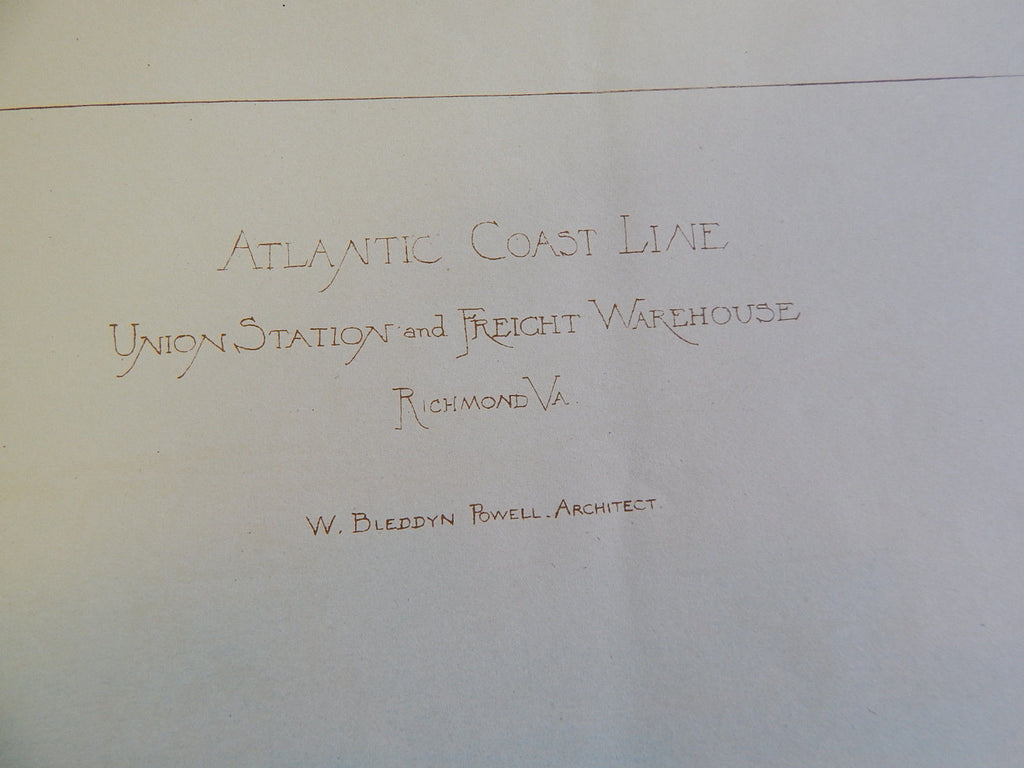 ATLANTIC COAST LINE
UNION STATION and FREIGHT WAREHOUSE
RICHMOND VA.
W. BLEDDYN POWELL. ARCHITECT.